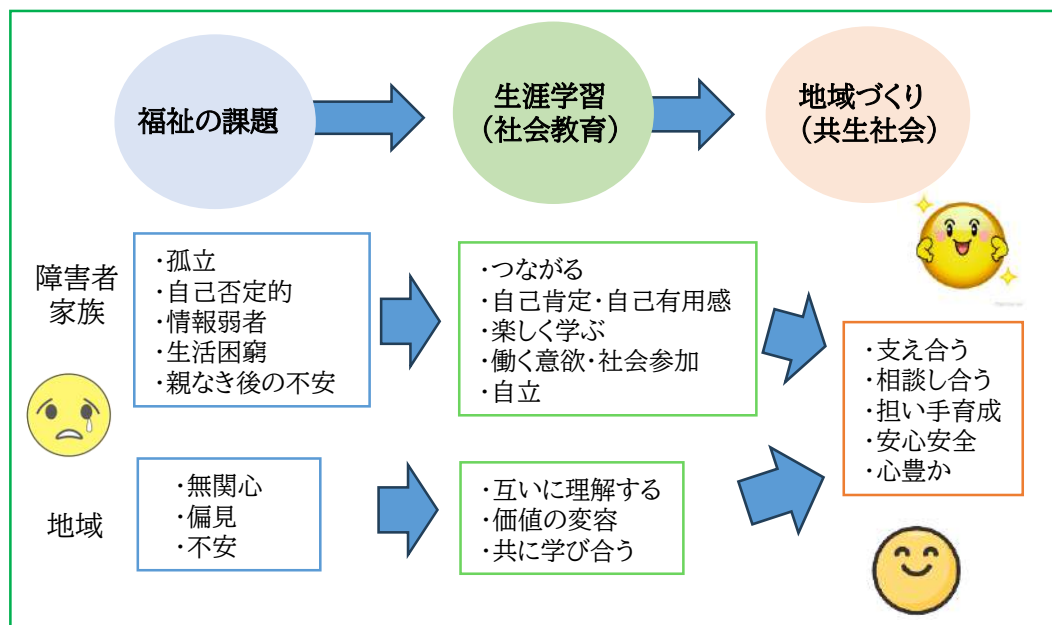 福祉の課題
生涯学習
（社会教育）
地域づくり
（共生社会）
障害者
家族
・孤立
・自己否定的
・情報弱者
・生活困窮
・親なき後の不安
・つながる
・自己肯定・自己有用感
・楽しく学ぶ
・働く意欲・社会参加
・自立
・支え合う
・相談し合う
・担い手育成
・安心安全
・心豊か
地域
・無関心
・偏見
・不安
・互いに理解する
・価値の変容
・共に学び合う